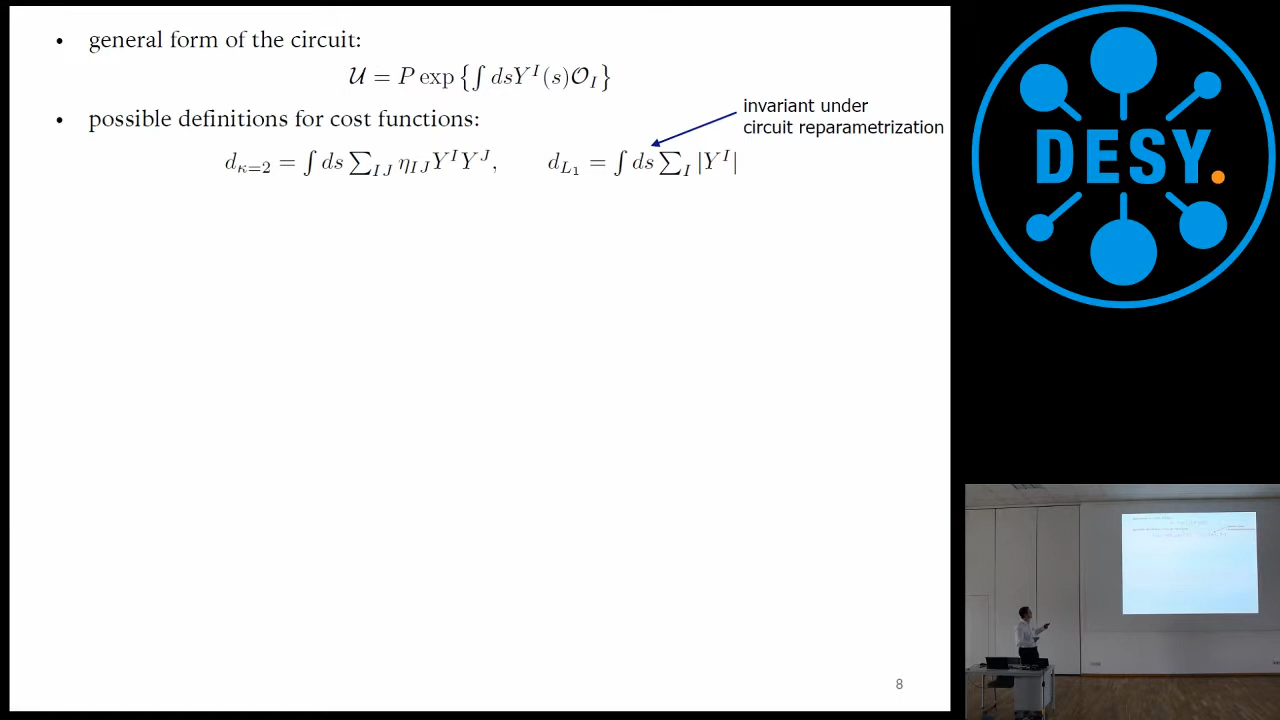 • general form of the circuit:
𝒰 = P exp {∫ dsY^I(s)𝒪_I}
• possible definitions for cost functions:
invariant under
circuit reparametrization
d_{κ=2} = ∫ ds ∑_{IJ} η_{IJ}Y^I Y^J,    d_{L_1} = ∫ ds ∑_I |Y^I|
8
DESY.